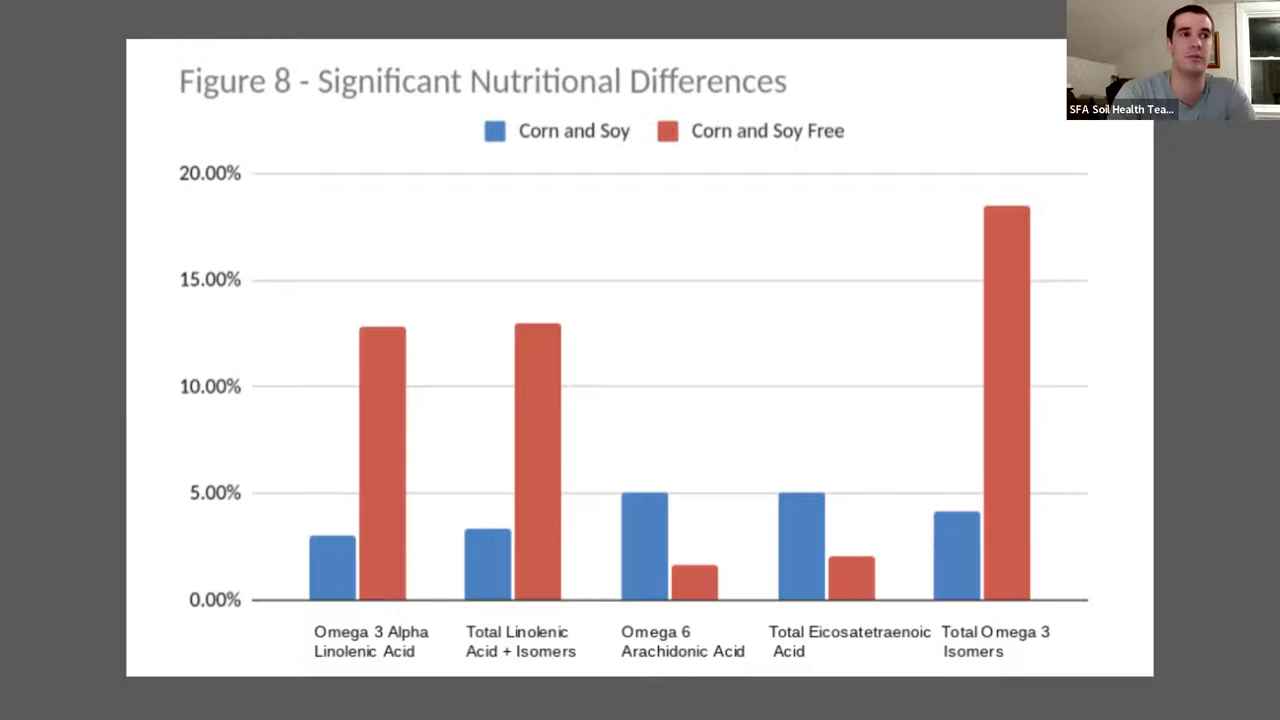 Figure 8 - Significant Nutritional Differences
SFA Soil Health Tea...
Corn and Soy
Corn and Soy Free
20.00%
15.00%
10.00%
5.00%
0.00%
Omega 3 Alpha
Linolenic Acid
Total Linolenic
Acid + Isomers
Omega 6
Arachidonic Acid
Total Eicosatetraenoic
Acid
Total Omega 3
Isomers